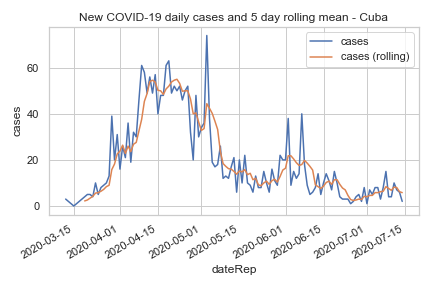 New COVID-19 daily cases and 5 day rolling mean - Cuba
cases
cases (rolling)
cases
60
40
20
0
2020-03-15
2020-04-01
2020-04-15
2020-05-01
2020-05-15
2020-06-01
2020-06-15
2020-07-01
2020-07-15
dateRep